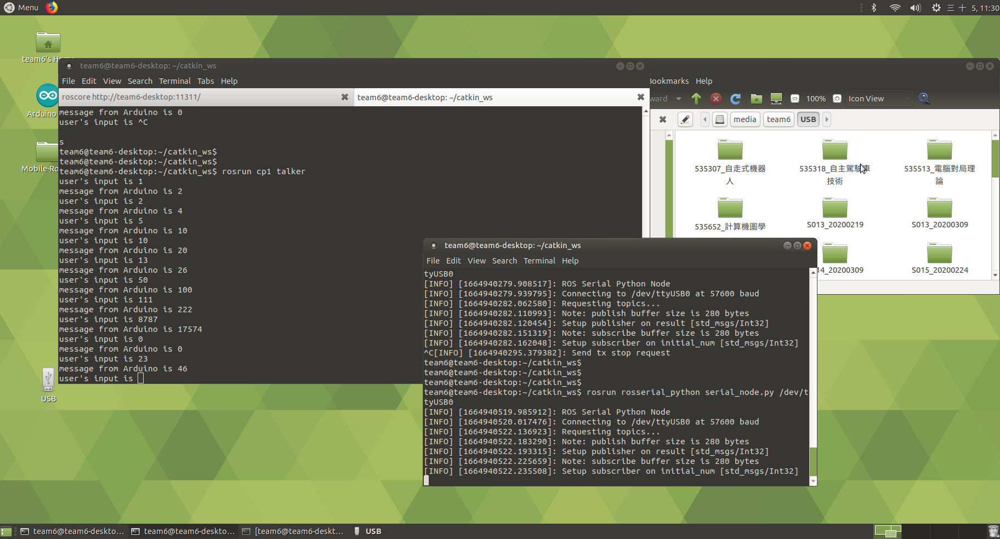 Menu
三 十 5, 11:30
team6's H
Arduino
Mobile-Ro
USB
team6@team6-desktop: ~/catkin_ws
File Edit View Search Terminal Tabs Help
roscore http://team6-desktop:11311/
team6@team6-desktop: ~/catkin_ws
message from Arduino is 0
user's input is ^C
s
team6@team6-desktop:~/catkin_ws$
team6@team6-desktop:~/catkin_ws$
team6@team6-desktop:~/catkin_ws$ rosrun cp1 talker
user's input is 1
message from Arduino is 2
user's input is 2
message from Arduino is 4
user's input is 5
message from Arduino is 10
user's input is 10
message from Arduino is 20
user's input is 13
message from Arduino is 26
user's input is 50
message from Arduino is 100
user's input is 111
message from Arduino is 222
user's input is 8787
message from Arduino is 17574
user's input is 0
message from Arduino is 0
user's input is 23
message from Arduino is 46
user's input is
Bookmarks Help
ward 100% Icon View
media team6 USB
535307_自走式機器
人
535318_自主駕駛車
技術
535513_電腦對局理
論
535652_計算機圖學
S013_20200219
S013_20200309
14_20200309
S015_20200224
team6@team6-desktop: ~/catkin_ws
File Edit View Search Terminal Help
tyUSB0
[INFO] [1664940279.908517]: ROS Serial Python Node
[INFO] [1664940279.939795]: Connecting to /dev/ttyUSB0 at 57600 baud
[INFO] [1664940282.062580]: Requesting topics...
[INFO] [1664940282.110993]: Note: publish buffer size is 280 bytes
[INFO] [1664940282.120454]: Setup publisher on result [std_msgs/Int32]
[INFO] [1664940282.151319]: Note: subscribe buffer size is 280 bytes
[INFO] [1664940282.162048]: Setup subscriber on initial_num [std_msgs/Int32]
^C[INFO] [1664940295.379382]: Send tx stop request
team6@team6-desktop:~/catkin_ws$
team6@team6-desktop:~/catkin_ws$
team6@team6-desktop:~/catkin_ws$
team6@team6-desktop:~/catkin_ws$ rosrun rosserial_python serial_node.py /dev/t
tyUSB0
[INFO] [1664940519.985912]: ROS Serial Python Node
[INFO] [1664940520.017476]: Connecting to /dev/ttyUSB0 at 57600 baud
[INFO] [1664940522.136923]: Requesting topics...
[INFO] [1664940522.183290]: Note: publish buffer size is 280 bytes
[INFO] [1664940522.193315]: Setup publisher on result [std_msgs/Int32]
[INFO] [1664940522.225659]: Note: subscribe buffer size is 280 bytes
[INFO] [1664940522.235508]: Setup subscriber on initial_num [std_msgs/Int32]
team6@team6-deskto... team6@team6-deskto... [team6@team6-deskt... USB